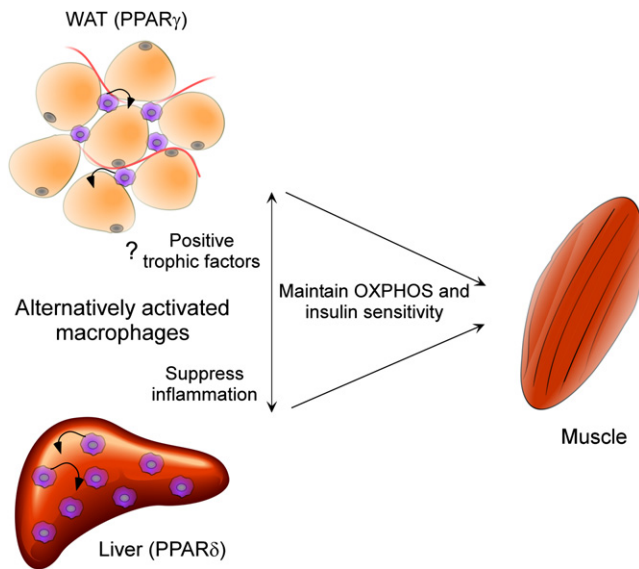 WAT (PPARγ)
?
Positive
trophic factors
Maintain OXPHOS and
insulin sensitivity
Alternatively activated
macrophages
Suppress
inflammation
Muscle
Liver (PPARδ)